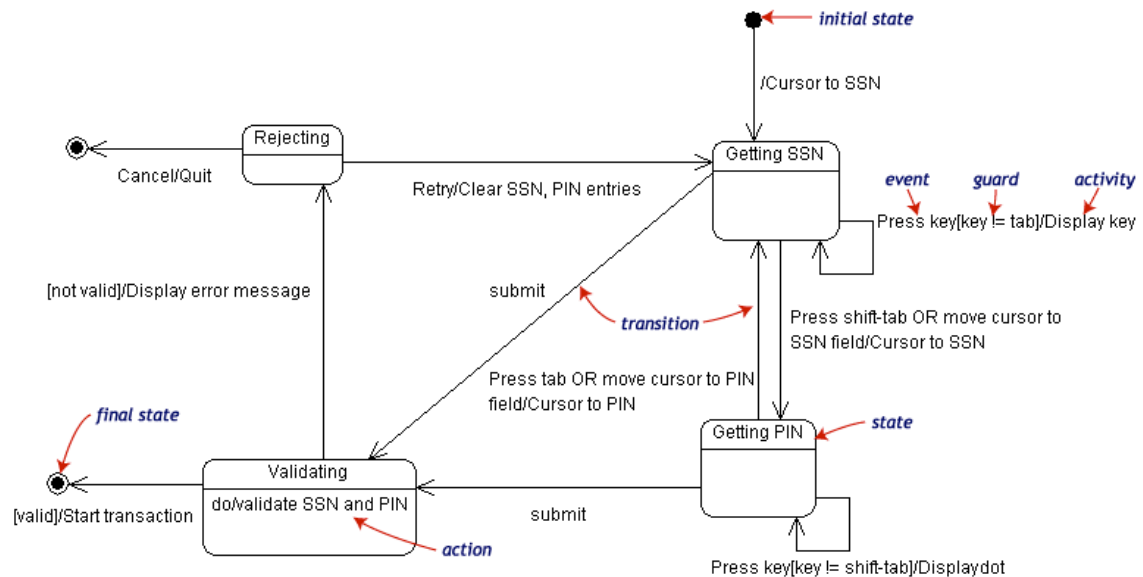 initial state
/Cursor to SSN
Rejecting
Getting SSN
Cancel/Quit
Retry/Clear SSN, PIN entries
event guard activity
Press key[key != tab]/Display key
[not valid]/Display error message
submit
transition
Press shift-tab OR move cursor to
SSN field/Cursor to SSN
Press tab OR move cursor to PIN
field/Cursor to PIN
final state
Getting PIN
state
Validating
do/validate SSN and PIN
[valid]/Start transaction
submit
action
Press key[key != shift-tab]/Displaydot